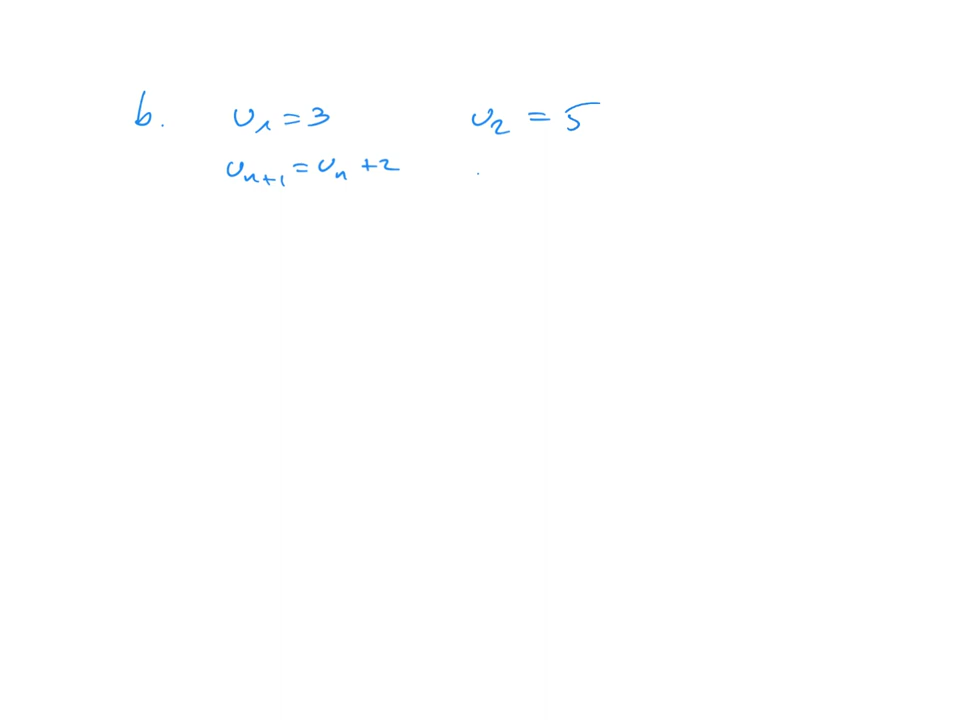 b. u₁ = 3 u₂ = 5
uₙ₊₁ = uₙ + 2